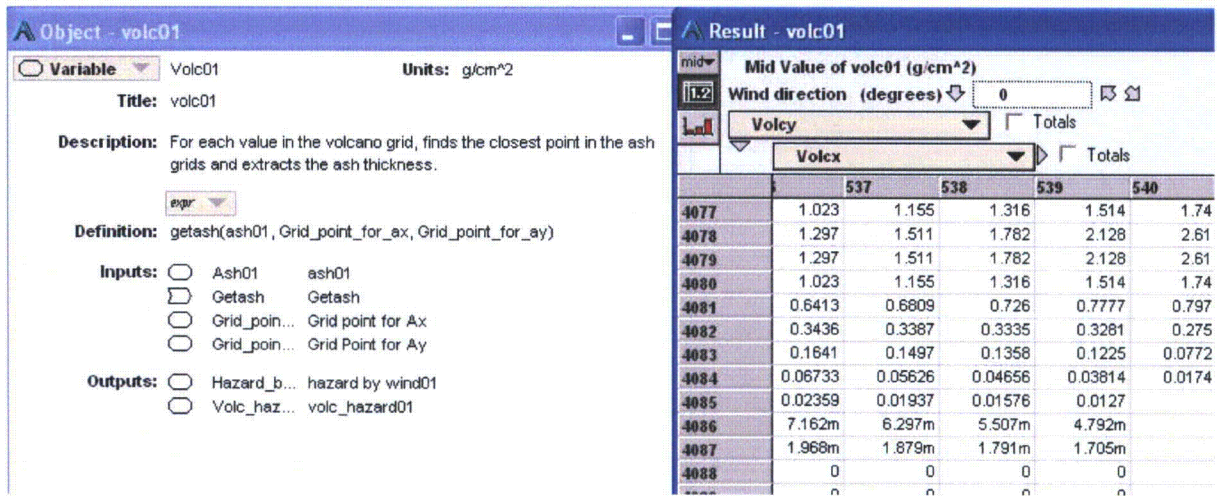 Object - volc01
Variable Volc01 Units: g/cm^2
Title: volc01
Description: For each value in the volcano grid, finds the closest point in the ash
grids and extracts the ash thickness.
expr
Definition: getash(ash01, Grid_point_for_ax, Grid_point_for_ay)
Inputs: Ash01 ash01
Getash Getash
Grid_poin... Grid point for Ax
Grid_poin... Grid Point for Ay
Outputs: Hazard_b... hazard by wind01
Volc_haz... volc_hazard01
Result - volc01
mid Mid Value of volc01 (g/cm^2)
1.2 Wind direction (degrees) 0
Volcy Totals
Volcx Totals
537 538 539 540
4077 1.023 1.155 1.316 1.514 1.74
4078 1.297 1.511 1.782 2.128 2.61
4079 1.297 1.511 1.782 2.128 2.61
4080 1.023 1.155 1.316 1.514 1.74
4081 0.6413 0.6809 0.726 0.7777 0.797
4082 0.3436 0.3387 0.3335 0.3281 0.275
4083 0.1641 0.1497 0.1358 0.1225 0.0772
4084 0.06733 0.05626 0.04656 0.03814 0.0174
4085 0.02359 0.01937 0.01576 0.0127
4086 7.162m 6.297m 5.507m 4.792m
4087 1.968m 1.879m 1.791m 1.705m
4088 0 0 0 0